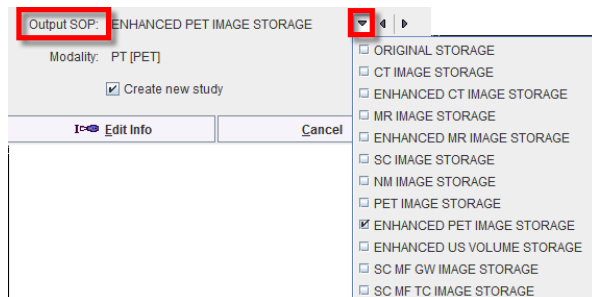 Output SOP: ENHANCED PET IMAGE STORAGE
Modality: PT [PET]
Create new study
Edit Info Cancel
ORIGINAL STORAGE
CT IMAGE STORAGE
ENHANCED CT IMAGE STORAGE
MR IMAGE STORAGE
ENHANCED MR IMAGE STORAGE
SC IMAGE STORAGE
NM IMAGE STORAGE
PET IMAGE STORAGE
ENHANCED PET IMAGE STORAGE
ENHANCED US VOLUME STORAGE
SC MF GW IMAGE STORAGE
SC MF TC IMAGE STORAGE